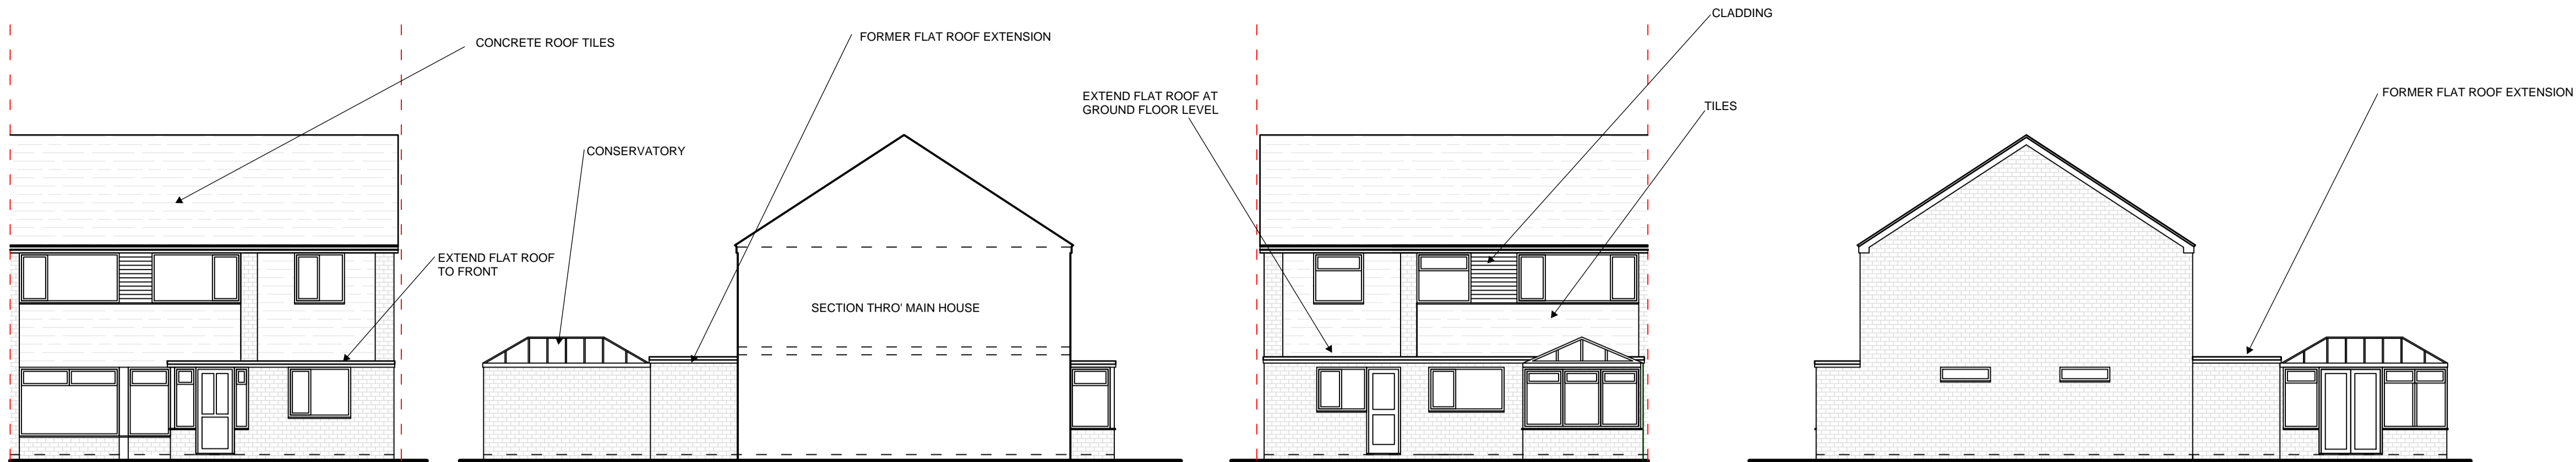 CONCRETE ROOF TILES
EXTEND FLAT ROOF
TO FRONT
CONSERVATORY
FORMER FLAT ROOF EXTENSION
SECTION THRO' MAIN HOUSE
EXTEND FLAT ROOF AT
GROUND FLOOR LEVEL
CLADDING
TILES
FORMER FLAT ROOF EXTENSION